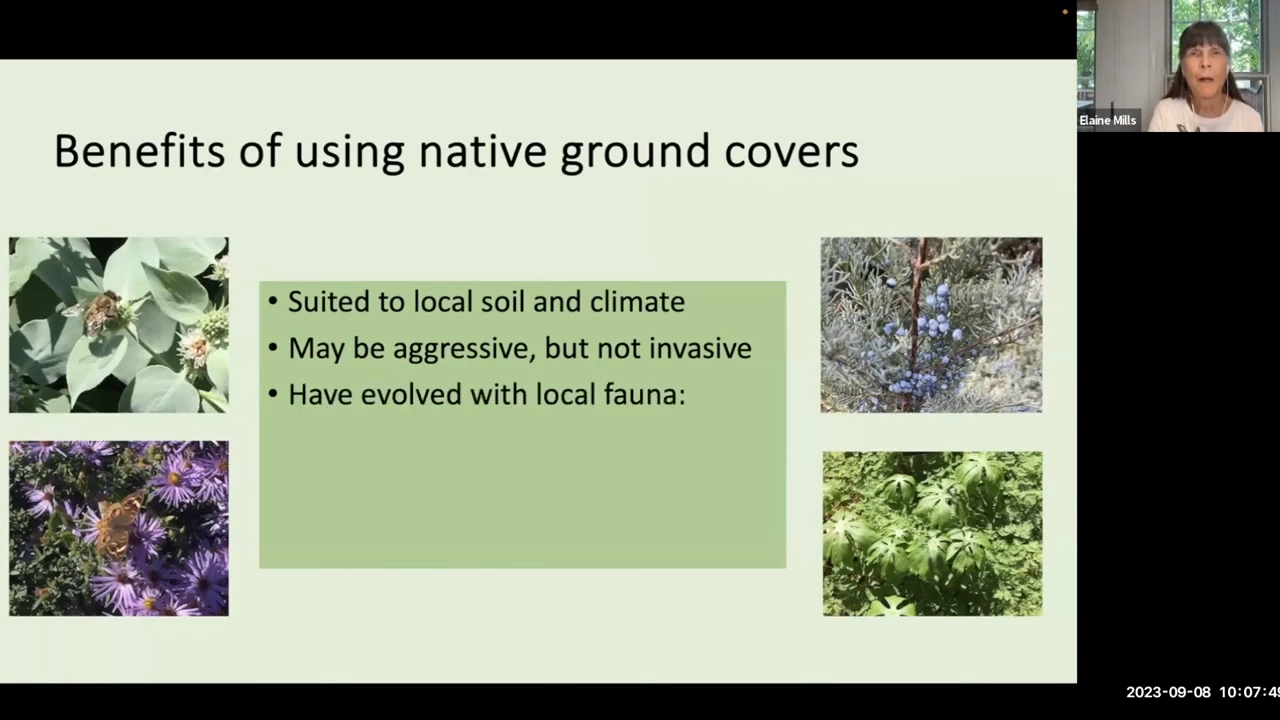 Benefits of using native ground covers
• Suited to local soil and climate
• May be aggressive, but not invasive
• Have evolved with local fauna:
Elaine Mills
2023-09-08 10:07:49